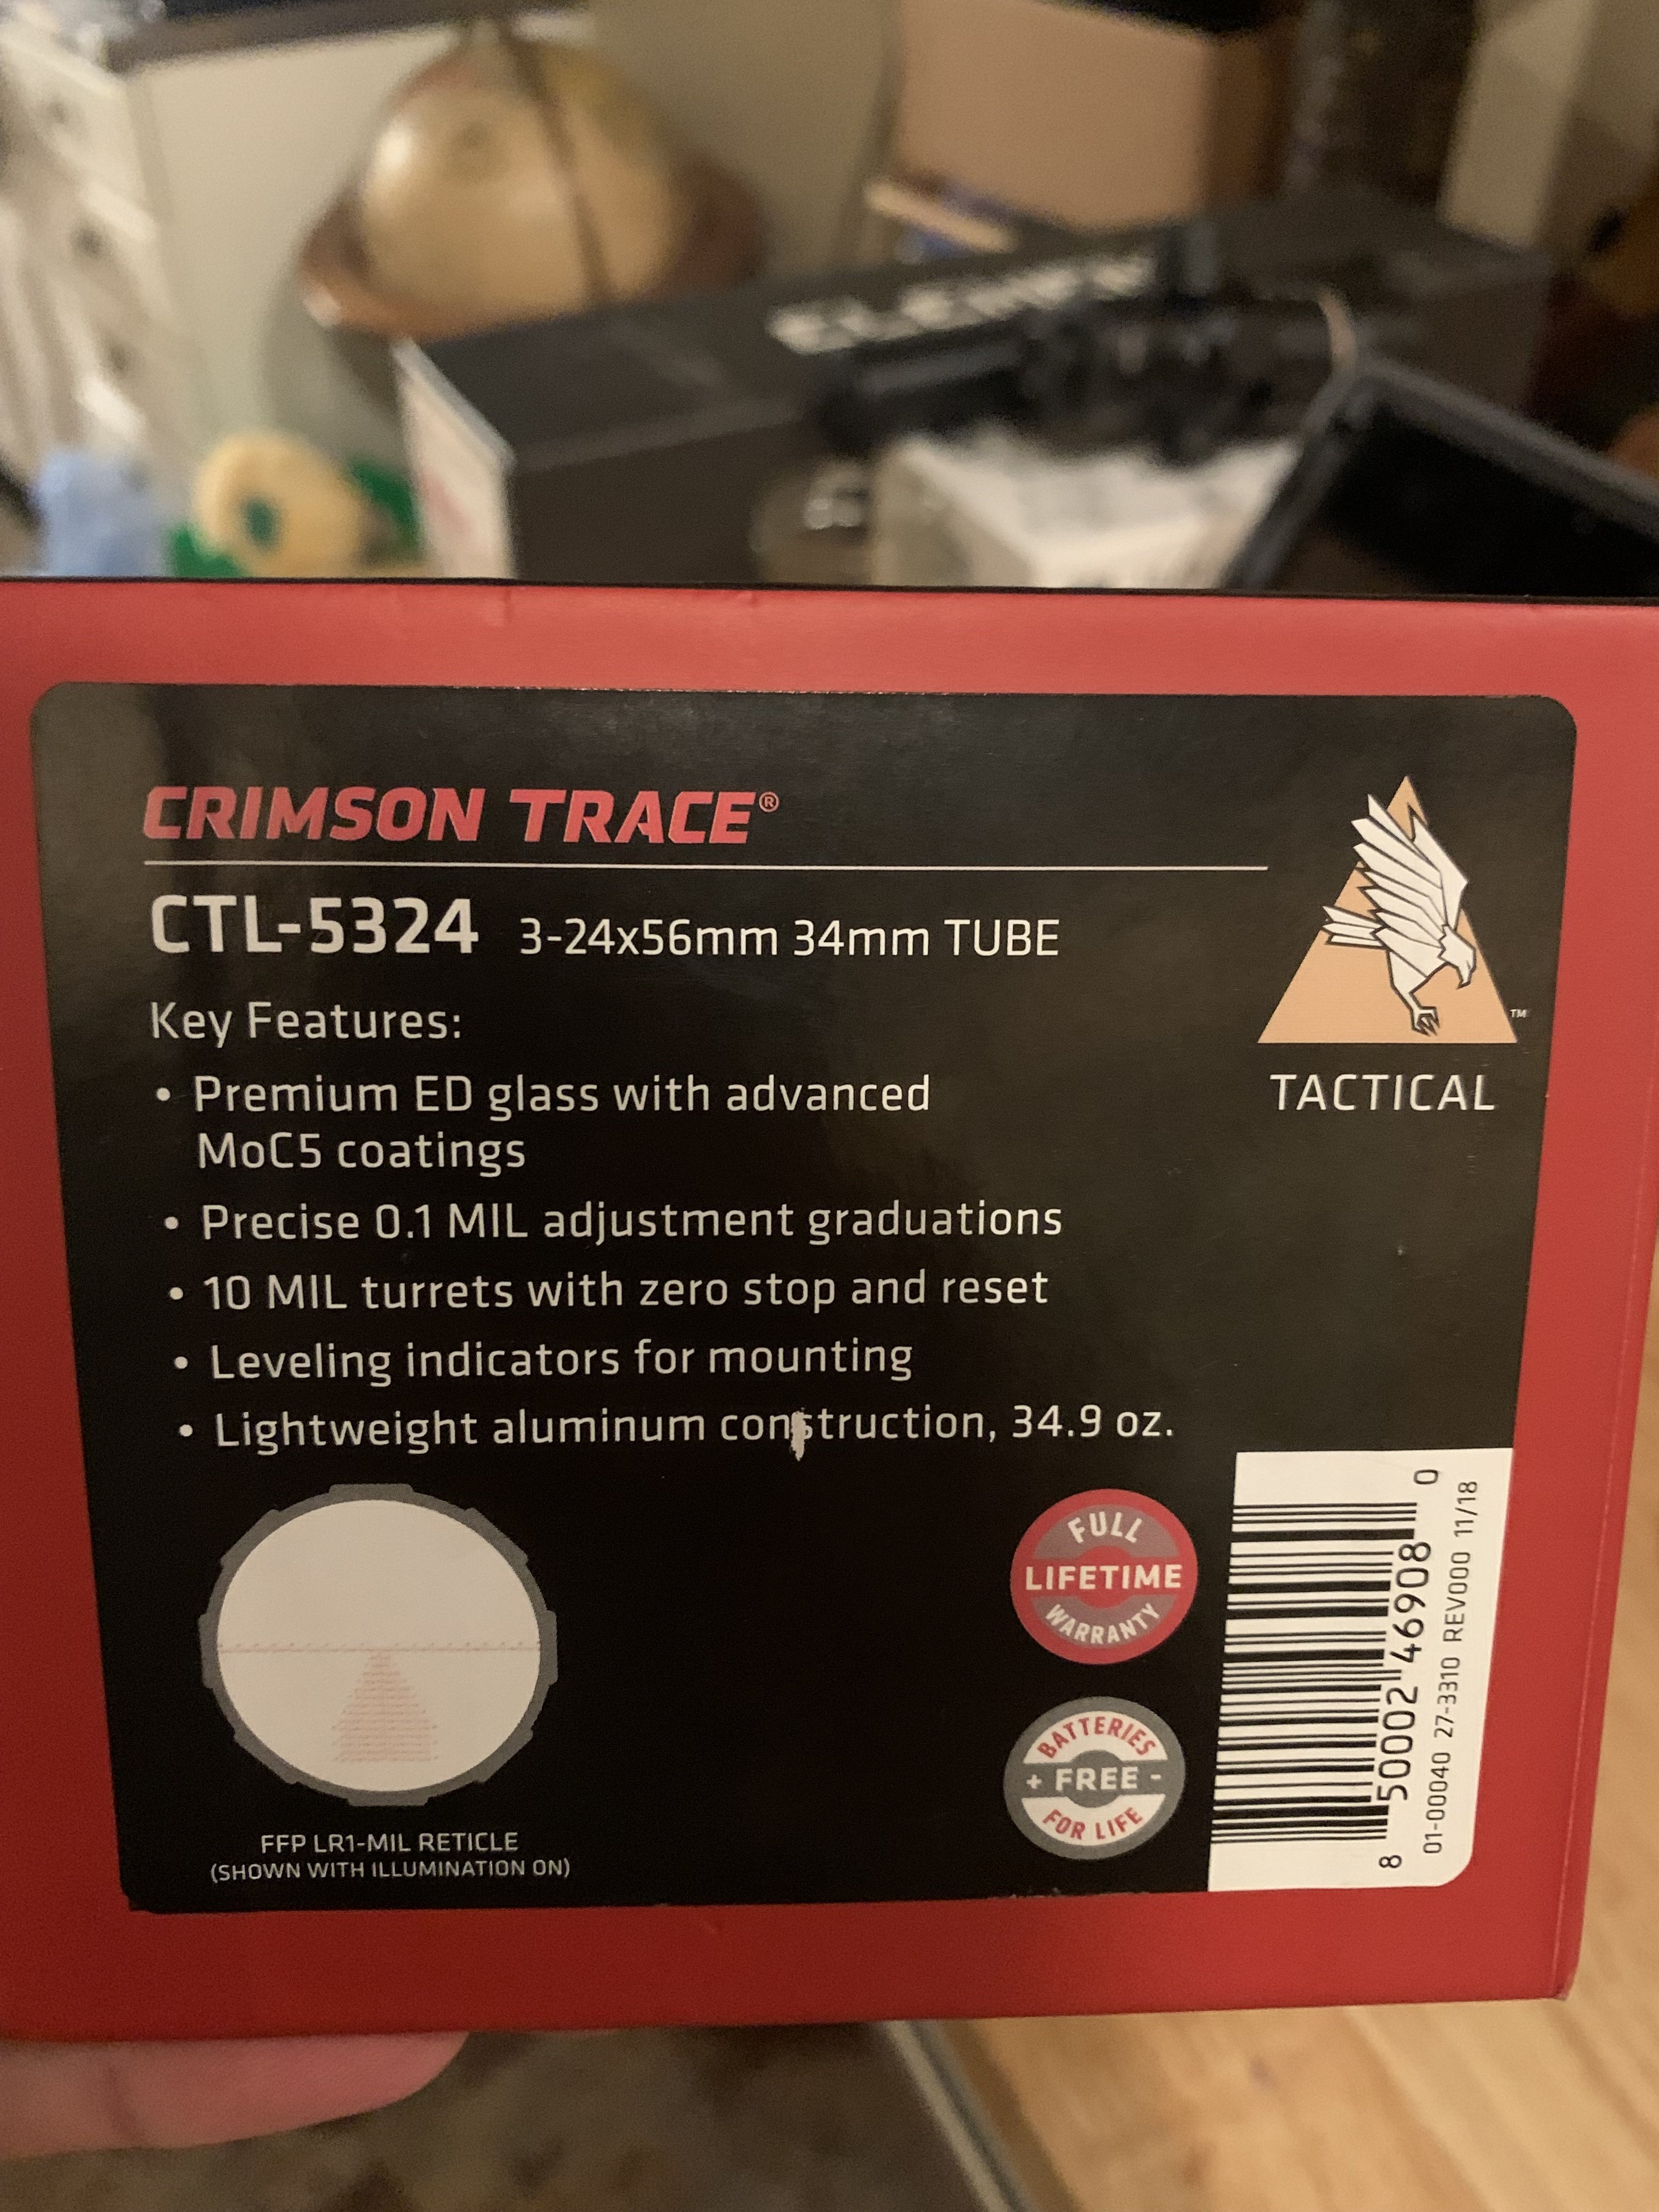 CRIMSON TRACE®
CTL-5324 3-24x56mm 34mm TUBE
Key Features:
• Premium ED glass with advanced
MoC5 coatings
• Precise 0.1 MIL adjustment graduations
• 10 MIL turrets with zero stop and reset
• Leveling indicators for mounting
• Lightweight aluminum construction, 34.9 oz.
™
TACTICAL
FFP LR1-MIL RETICLE
(SHOWN WITH ILLUMINATION ON)
FULL
LIFETIME
WARRANTY
BATTERIES
+ FREE -
FOR LIFE
8 50002 46908 0
01-00040 27-3310 REV000 11/18